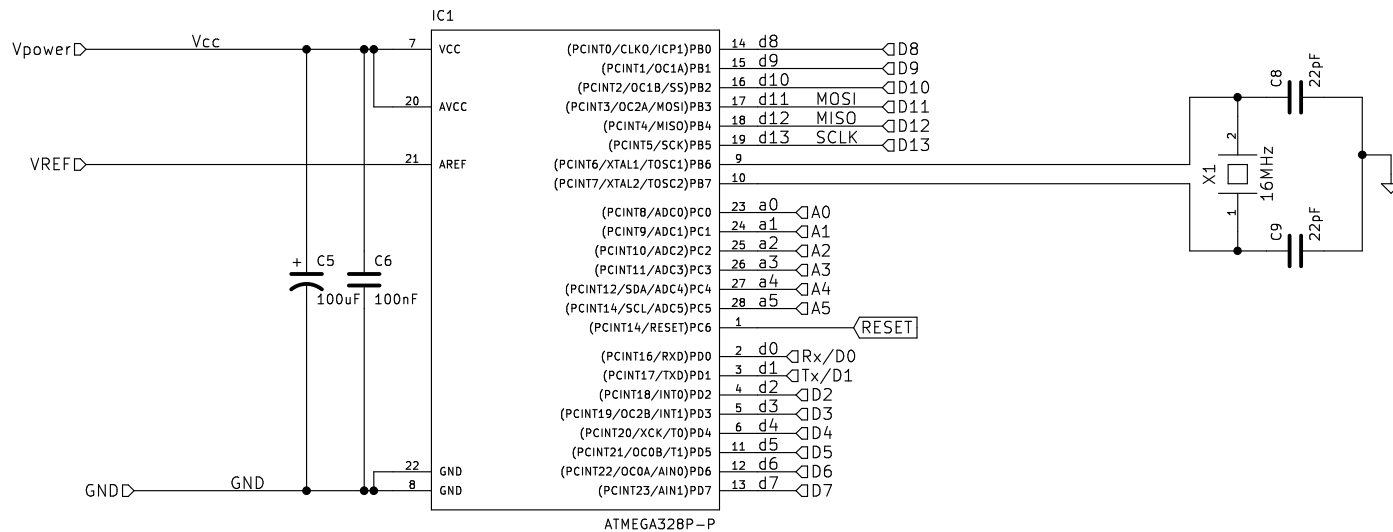 IC1
Vpower Vcc 7 VCC (PCINT0/CLKO/ICP1)PB0 14 d8 D8
(PCINT1/OC1A)PB1 15 d9 D9
(PCINT2/OC1B/SS)PB2 16 d10 D10
20 AVCC (PCINT3/OC2A/MOSI)PB3 17 d11 MOSI D11
(PCINT4/MISO)PB4 18 d12 MISO D12
(PCINT5/SCK)PB5 19 d13 SCLK D13
VREF 21 AREF (PCINT6/XTAL1/TOSC1)PB6 9
(PCINT7/XTAL2/TOSC2)PB7 10
C8 22pF
2
X1 16MHz
1
C9 22pF
(PCINT8/ADC0)PC0 23 a0 A0
(PCINT9/ADC1)PC1 24 a1 A1
(PCINT10/ADC2)PC2 25 a2 A2
(PCINT11/ADC3)PC3 26 a3 A3
(PCINT12/SDA/ADC4)PC4 27 a4 A4
(PCINT14/SCL/ADC5)PC5 28 a5 A5
(PCINT14/RESET)PC6 1 RESET
+ C5 C6
100uF 100nF
(PCINT16/RXD)PD0 2 d0 Rx/D0
(PCINT17/TXD)PD1 3 d1 Tx/D1
(PCINT18/INT0)PD2 4 d2 D2
(PCINT19/OC2B/INT1)PD3 5 d3 D3
(PCINT20/XCK/T0)PD4 6 d4 D4
(PCINT21/OC0B/T1)PD5 11 d5 D5
22 GND (PCINT22/OC0A/AIN0)PD6 12 d6 D6
GND GND 8 GND (PCINT23/AIN1)PD7 13 d7 D7
ATMEGA328P-P